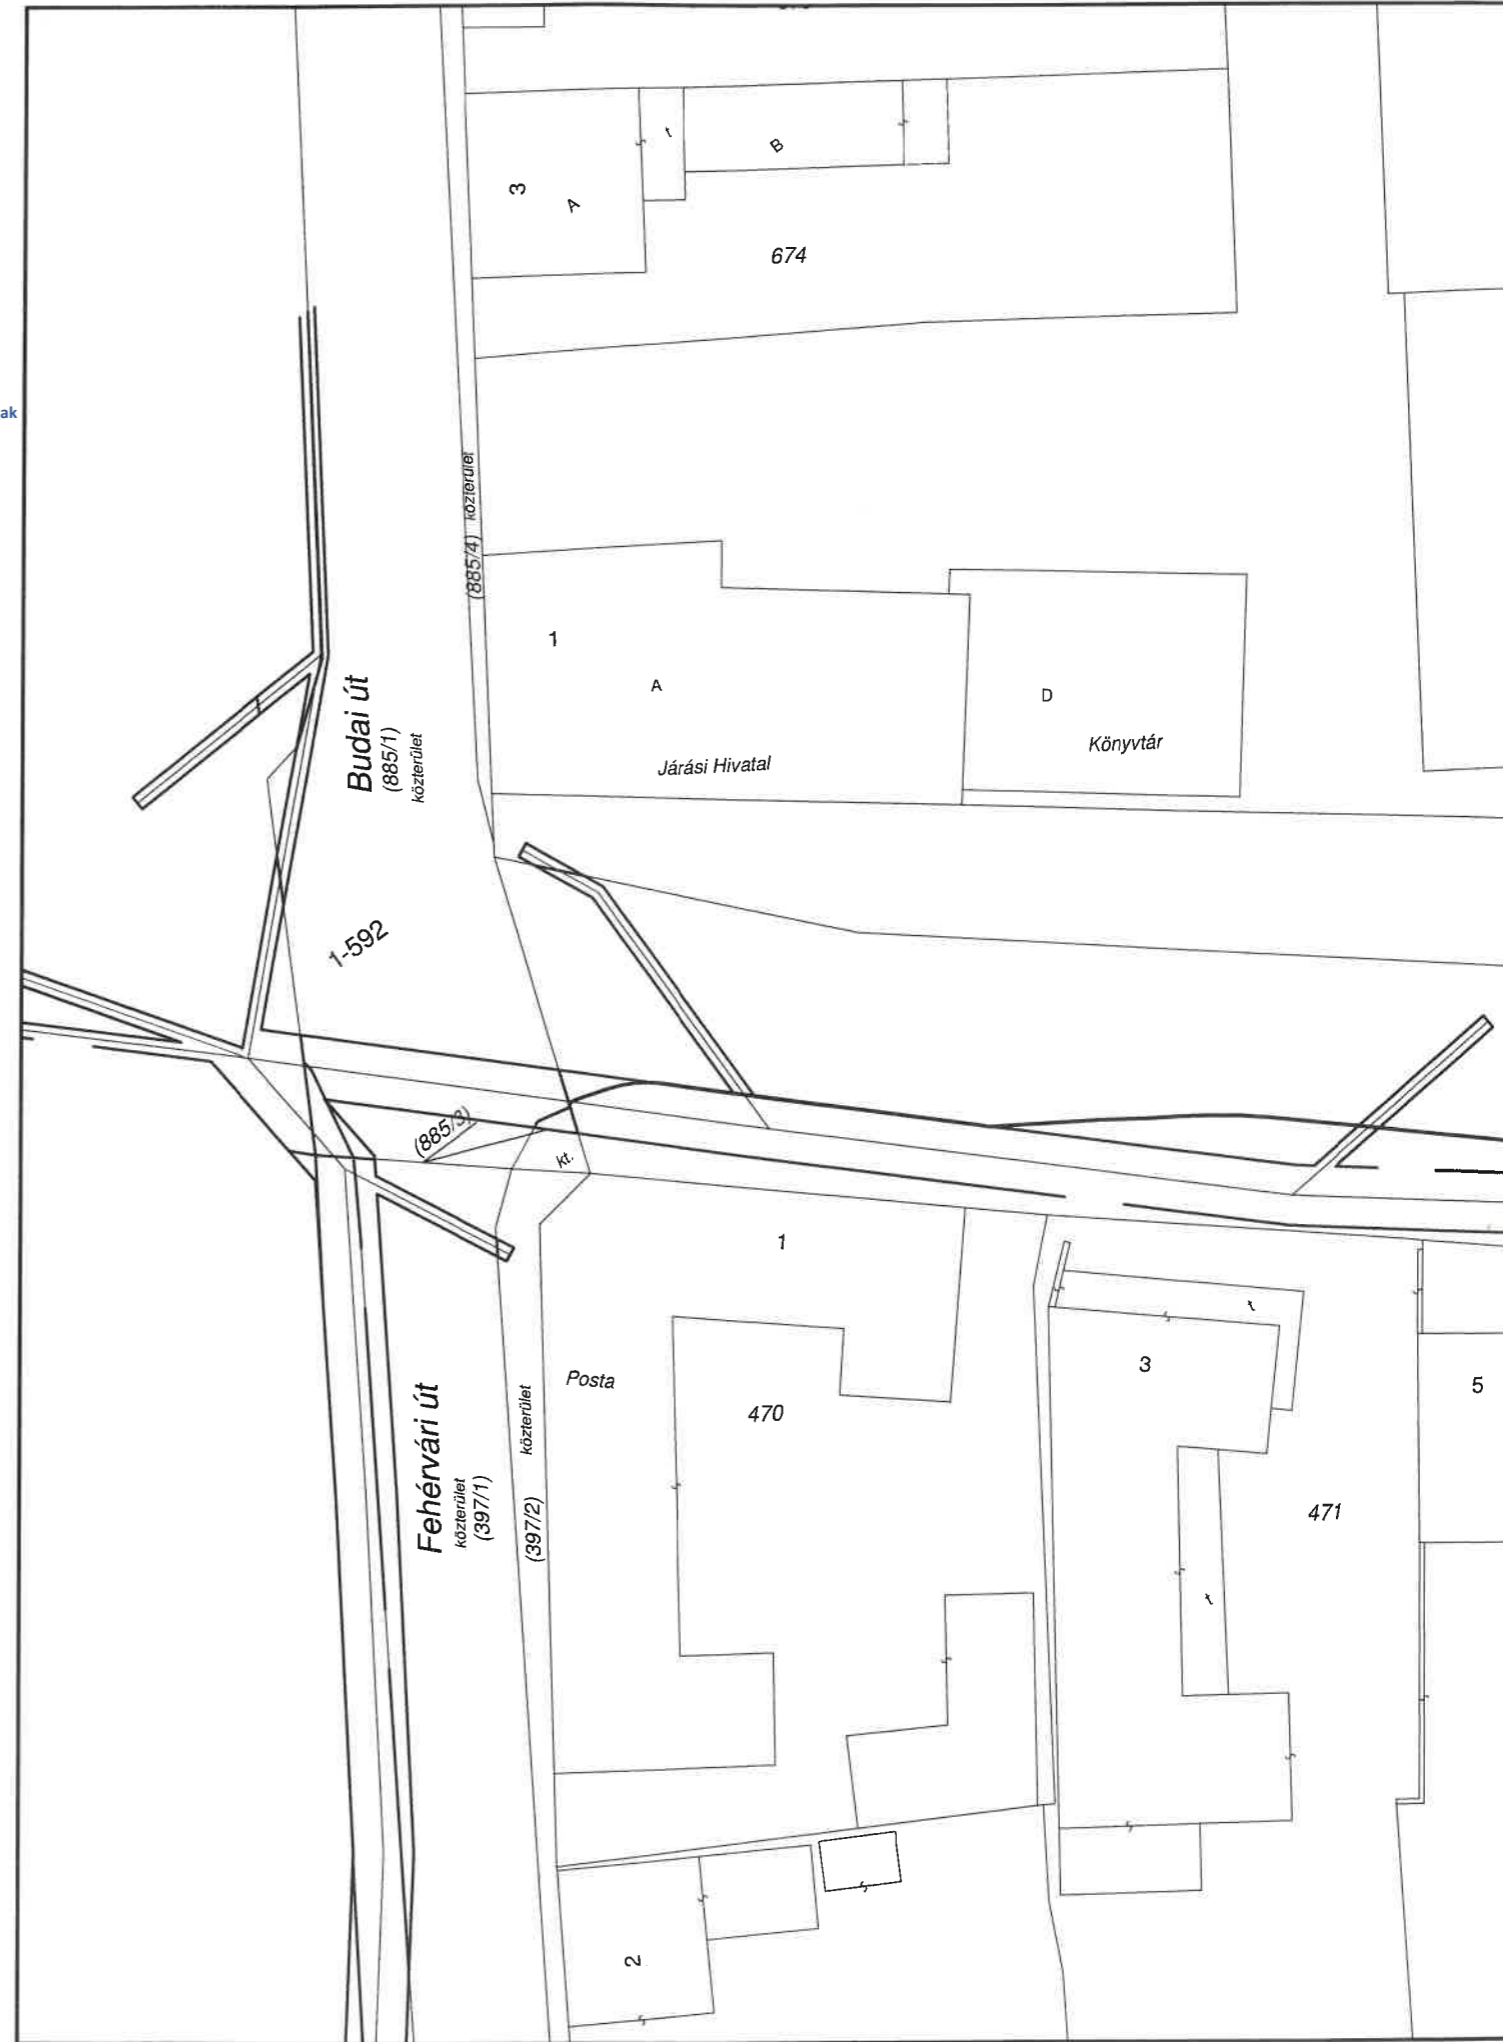 3
A
t
B
674
ak
(885/4) közterület
1
A
Járási Hivatal
D
Könyvtár
Budai út
(885/1)
közterület
1-592
(885/3)
kt.
1
Posta
470
3
t
5
471
t
Fehérvári út
közterület
(397/1)
(397/2) közterület
2